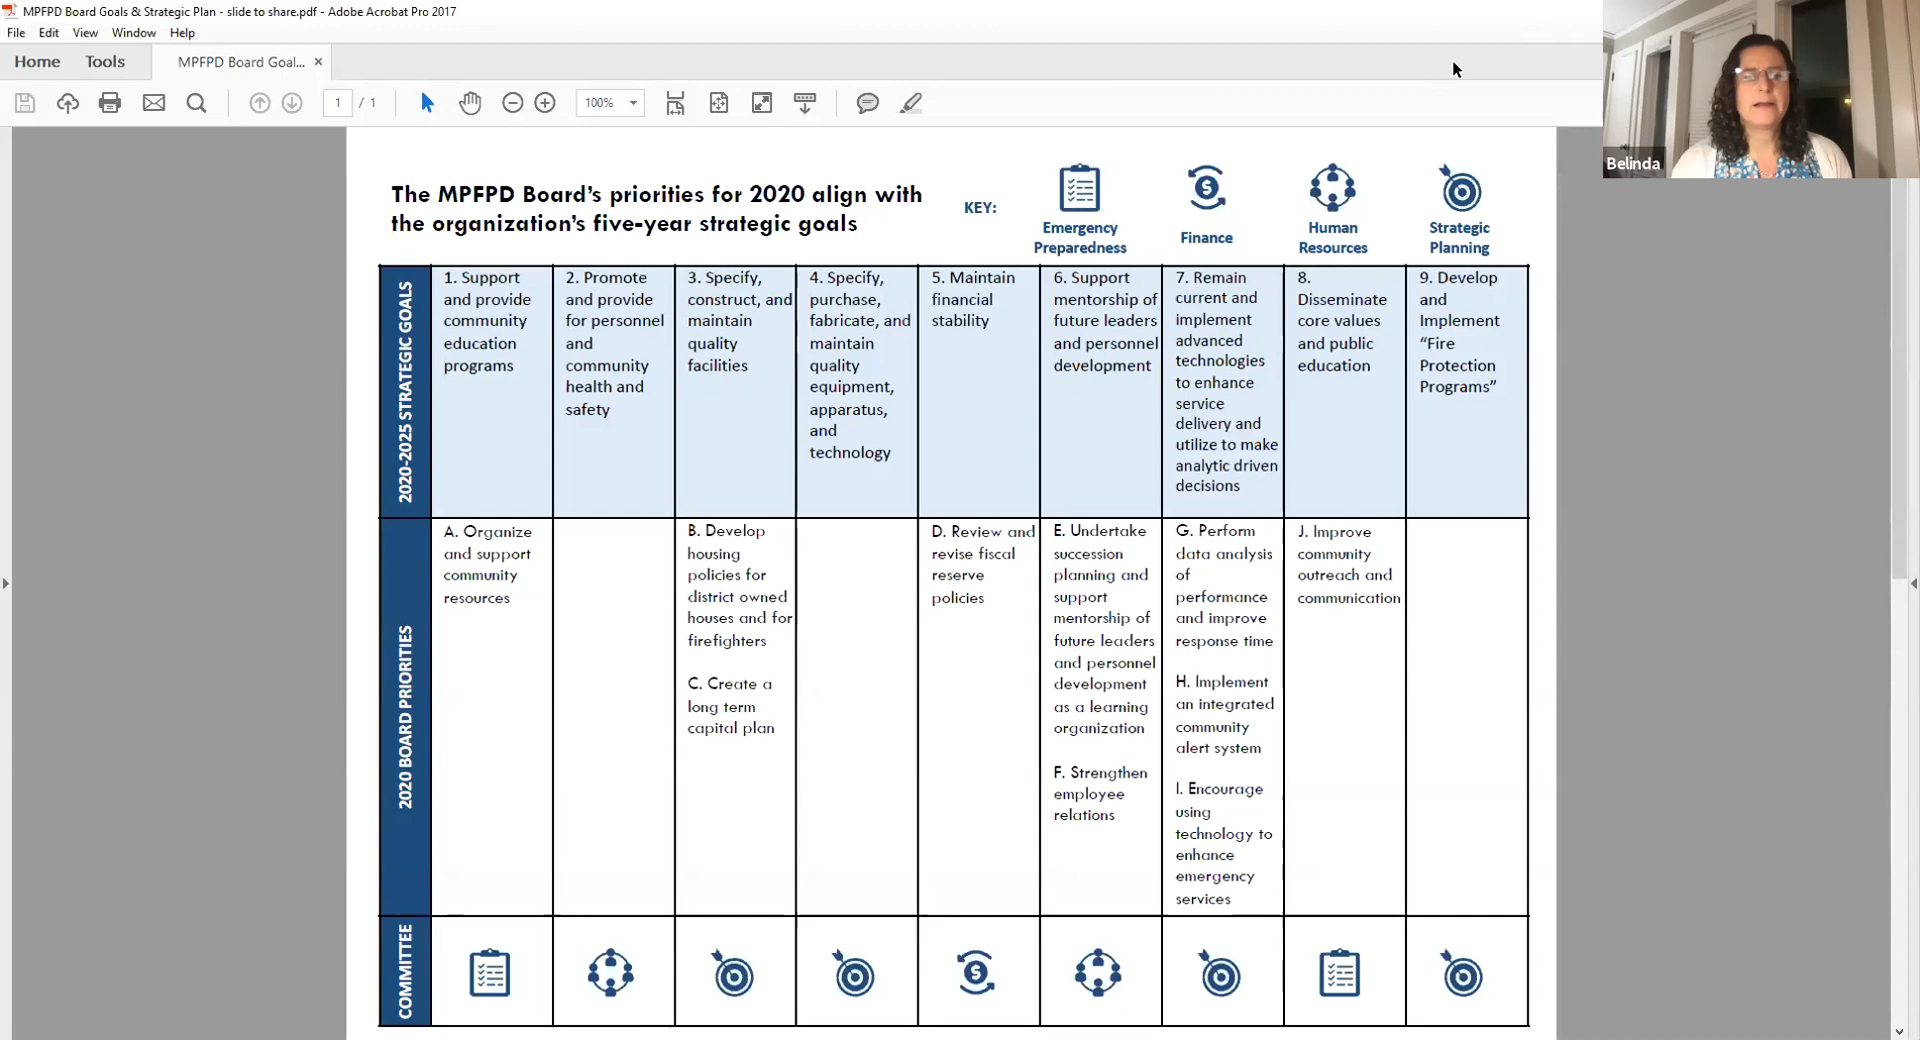 MPFPD Board Goals & Strategic Plan - slide to share.pdf - Adobe Acrobat Pro 2017
File Edit View Window Help
Home Tools MPFPD Board Goal... ×
1 / 1 100%
Belinda
The MPFPD Board's priorities for 2020 align with
the organization's five-year strategic goals
KEY:
Emergency
Preparedness
Finance
Human
Resources
Strategic
Planning
2020-2025 STRATEGIC GOALS
1. Support
and provide
community
education
programs
2. Promote
and provide
for personnel
and
community
health and
safety
3. Specify,
construct, and
maintain
quality
facilities
4. Specify,
purchase,
fabricate, and
maintain
quality
equipment,
apparatus,
and
technology
5. Maintain
financial
stability
6. Support
mentorship of
future leaders
and personnel
development
7. Remain
current and
implement
advanced
technologies
to enhance
service
delivery and
utilize to make
analytic driven
decisions
8.
Disseminate
core values
and public
education
9. Develop
and
Implement
“Fire
Protection
Programs”
2020 BOARD PRIORITIES
A. Organize
and support
community
resources
B. Develop
housing
policies for
district owned
houses and for
firefighters
C. Create a
long term
capital plan
D. Review and
revise fiscal
reserve
policies
E. Undertake
succession
planning and
support
mentorship of
future leaders
and personnel
development
as a learning
organization
F. Strengthen
employee
relations
G. Perform
data analysis
of
performance
and improve
response time
H. Implement
an integrated
community
alert system
I. Encourage
using
technology to
enhance
emergency
services
J. Improve
community
outreach and
communication
COMMITTEE